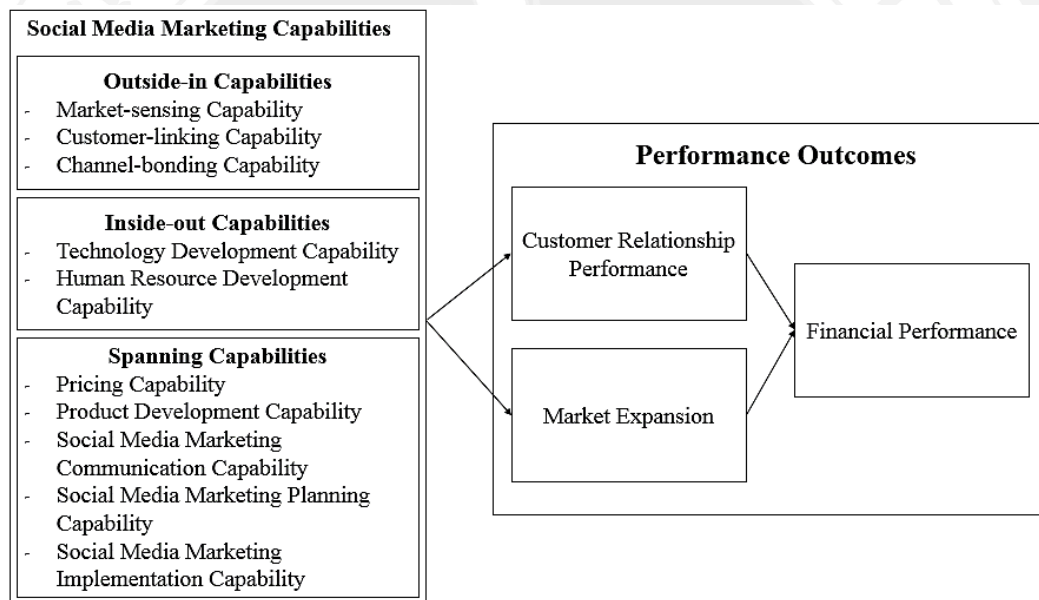 Social Media Marketing Capabilities
Outside-in Capabilities
- Market-sensing Capability
- Customer-linking Capability
- Channel-bonding Capability
Inside-out Capabilities
- Technology Development Capability
- Human Resource Development
Capability
Spanning Capabilities
- Pricing Capability
- Product Development Capability
- Social Media Marketing
Communication Capability
- Social Media Marketing Planning
Capability
- Social Media Marketing
Implementation Capability
Performance Outcomes
Customer Relationship
Performance
Market Expansion
Financial Performance